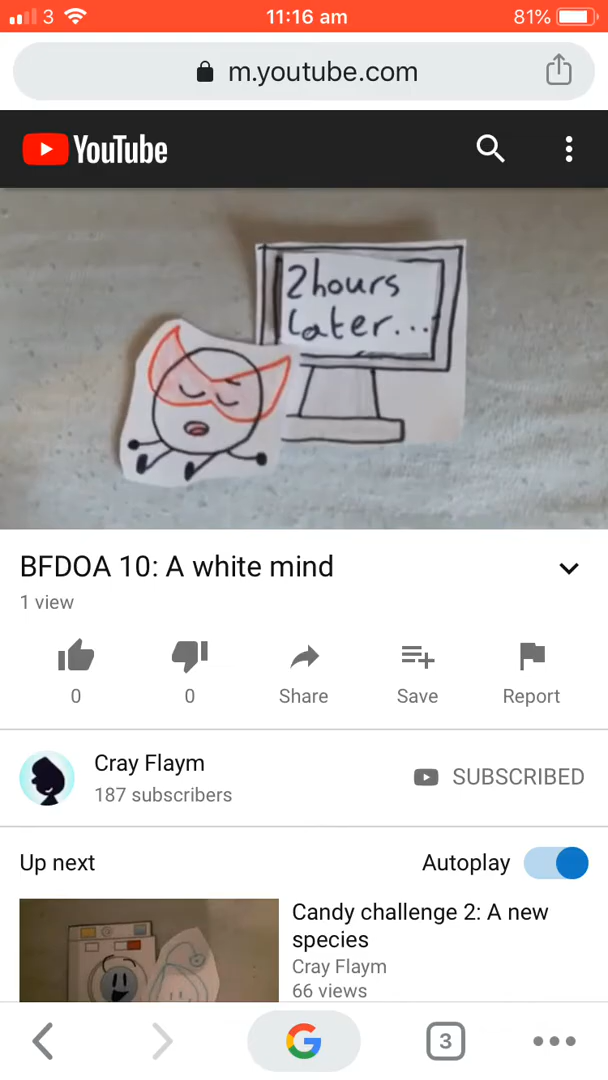 3
11:16 am
81%
m.youtube.com
YouTube
2hours
Later...
BFDOA 10: A white mind
1 view
0
0
Share
Save
Report
Cray Flaym
187 subscribers
SUBSCRIBED
Up next
Autoplay
Candy challenge 2: A new
species
Cray Flaym
66 views
G
3